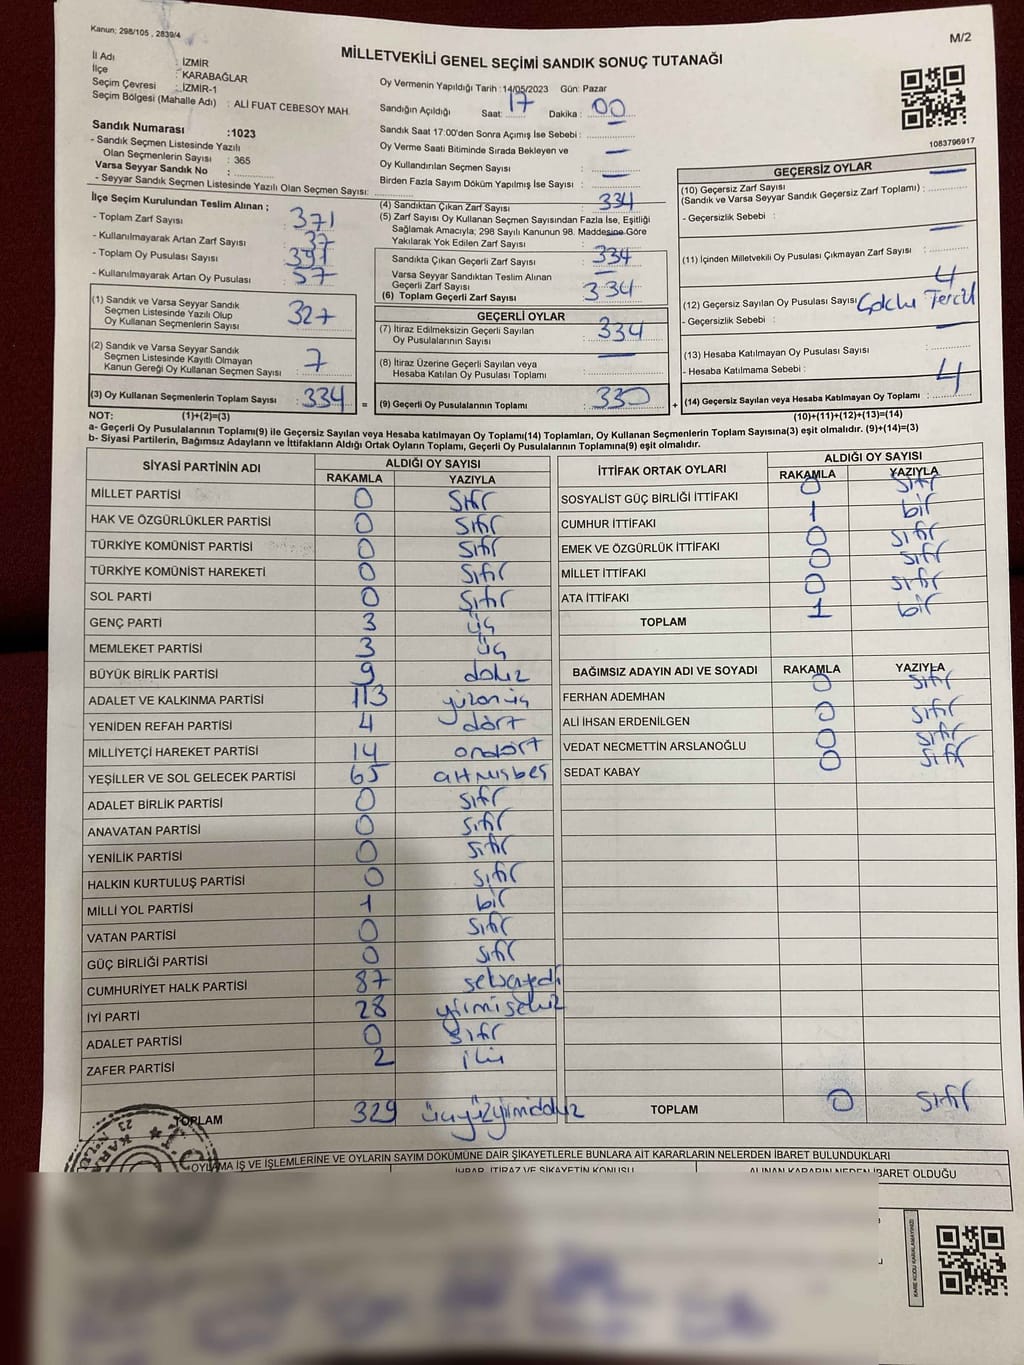 Kanun; 298/105 , 2839/4
M/2
MİLLETVEKİLİ GENEL SEÇİMİ SANDIK SONUÇ TUTANAĞI
İl Adı : İZMİR
İlçe : KARABAĞLAR
Seçim Çevresi : İZMİR-1
Seçim Bölgesi (Mahalle Adı) : ALİ FUAT CEBESOY MAH.
Sandık Numarası :1023
- Sandık Seçmen Listesinde Yazılı
Olan Seçmenlerin Sayısı : 365
Varsa Seyyar Sandık No :
- Seyyar Sandık Seçmen Listesinde Yazılı Olan Seçmen Sayısı:
Oy Vermenin Yapıldığı Tarih :14/05/2023 Gün: Pazar
Sandığın Açıldığı Saat: 17 Dakika : 00
Sandık Saat 17:00'den Sonra Açımış İse Sebebi :
Oy Verme Saati Bitiminde Sırada Bekleyen ve
Oy Kullandırılan Seçmen Sayısı : —
Birden Fazla Sayım Döküm Yapılmış İse Sayısı : —
1083796917
İlçe Seçim Kurulundan Teslim Alınan ;
- Toplam Zarf Sayısı : 371
- Kullanılmayarak Artan Zarf Sayısı : 37
- Toplam Oy Pusulası Sayısı : 391
- Kullanılmayarak Artan Oy Pusulası : 57
(1) Sandık ve Varsa Seyyar Sandık
Seçmen Listesinde Yazılı Olup
Oy Kullanan Seçmenlerin Sayısı : 327
(2) Sandık ve Varsa Seyyar Sandık
Seçmen Listesinde Kayıtlı Olmayan
Kanun Gereği Oy Kullanan Seçmen Sayısı : 7
(3) Oy Kullanan Seçmenlerin Toplam Sayısı : 334 =
(1)+(2)=(3)
(4) Sandıktan Çıkan Zarf Sayısı : 334
(5) Zarf Sayısı Oy Kullanan Seçmen Sayısından Fazla İse, Eşitliği
Sağlamak Amacıyla; 298 Sayılı Kanunun 98. Maddesine Göre
Yakılarak Yok Edilen Zarf Sayısı : —
Sandıkta Çıkan Geçerli Zarf Sayısı : 334
Varsa Seyyar Sandıktan Teslim Alınan
Geçerli Zarf Sayısı : —
(6) Toplam Geçerli Zarf Sayısı : 334
GEÇERLİ OYLAR
(7) İtiraz Edilmeksizin Geçerli Sayılan
Oy Pusulalarının Sayısı : 334
(8) İtiraz Üzerine Geçerli Sayılan veya
Hesaba Katılan Oy Pusulası Toplamı : —
(9) Geçerli Oy Pusulalarının Toplamı : 330 +
GEÇERSİZ OYLAR
(10) Geçersiz Zarf Sayısı
(Sandık ve Varsa Seyyar Sandık Geçersiz Zarf Toplamı) : —
- Geçersizlik Sebebi :
(11) İçinden Milletvekili Oy Pusulası Çıkmayan Zarf Sayısı : —
(12) Geçersiz Sayılan Oy Pusulası Sayısı : 4
- Geçersizlik Sebebi :
(13) Hesaba Katılmayan Oy Pusulası Sayısı : —
- Hesaba Katılmama Sebebi :
(14) Geçersiz Sayılan veya Hesaba Katılmayan Oy Toplamı : 4
(10)+(11)+(12)+(13)=(14)
NOT:
a- Geçerli Oy Pusulalarının Toplamı(9) ile Geçersiz Sayılan veya Hesaba katılmayan Oy Toplamı(14) Toplamları, Oy Kullanan Seçmenlerin Toplam Sayısına(3) eşit olmalıdır. (9)+(14)=(3)
b- Siyasi Partilerin, Bağımsız Adayların ve İttifakların Aldığı Ortak Oyların Toplamı, Geçerli Oy Pusulalarının Toplamına(9) eşit olmalıdır.
SİYASİ PARTİNİN ADI ALDIĞI OY SAYISI
RAKAMLA YAZIYLA
MİLLET PARTİSİ 0 sıfır
HAK VE ÖZGÜRLÜKLER PARTİSİ 0 sıfır
TÜRKİYE KOMÜNİST PARTİSİ 0 sıfır
TÜRKİYE KOMÜNİST HAREKETİ 0 sıfır
SOL PARTİ 0 sıfır
GENÇ PARTİ 3 üç
MEMLEKET PARTİSİ 3 üç
BÜYÜK BİRLİK PARTİSİ 9 dokuz
ADALET VE KALKINMA PARTİSİ 113
YENİDEN REFAH PARTİSİ 4 dört
MİLLİYETÇİ HAREKET PARTİSİ 14 ondört
YEŞİLLER VE SOL GELECEK PARTİSİ 65 altmışbeş
ADALET BİRLİK PARTİSİ 0 sıfır
ANAVATAN PARTİSİ 0 sıfır
YENİLİK PARTİSİ 0 sıfır
HALKIN KURTULUŞ PARTİSİ 0 sıfır
MİLLİ YOL PARTİSİ 1 bir
VATAN PARTİSİ 0 sıfır
GÜÇ BİRLİĞİ PARTİSİ 0 sıfır
CUMHURİYET HALK PARTİSİ 87 seksenyedi
İYİ PARTİ 28 yirmisekiz
ADALET PARTİSİ 0 sıfır
ZAFER PARTİSİ 2 iki
TOPLAM 329
İTTİFAK ORTAK OYLARI ALDIĞI OY SAYISI
RAKAMLA YAZIYLA
SOSYALİST GÜÇ BİRLİĞİ İTTİFAKI 0 sıfır
CUMHUR İTTİFAKI 1 bir
EMEK VE ÖZGÜRLÜK İTTİFAKI 0 sıfır
MİLLET İTTİFAKI 0 sıfır
ATA İTTİFAKI 0 sıfır
TOPLAM 1 bir
BAĞIMSIZ ADAYIN ADI VE SOYADI RAKAMLA YAZIYLA
FERHAN ADEMHAN 0 sıfır
ALİ İHSAN ERDENİLGEN 0 sıfır
VEDAT NECMETTİN ARSLANOĞLU 0 sıfır
SEDAT KABAY 0 sıfır
TOPLAM 0 sıfır
OYLAMA İŞ VE İŞLEMLERİNE VE OYLARIN SAYIM DÖKÜMÜNE DAİR ŞİKAYETLERLE BUNLARA AİT KARARLARIN NELERDEN İBARET BULUNDUKLARI
İHBAR, İTİRAZ VE ŞİKAYETİN KONUSU ALINAN KARARIN NEDEN İBARET OLDUĞU
KARE KODU KARALAMAYINIZ!